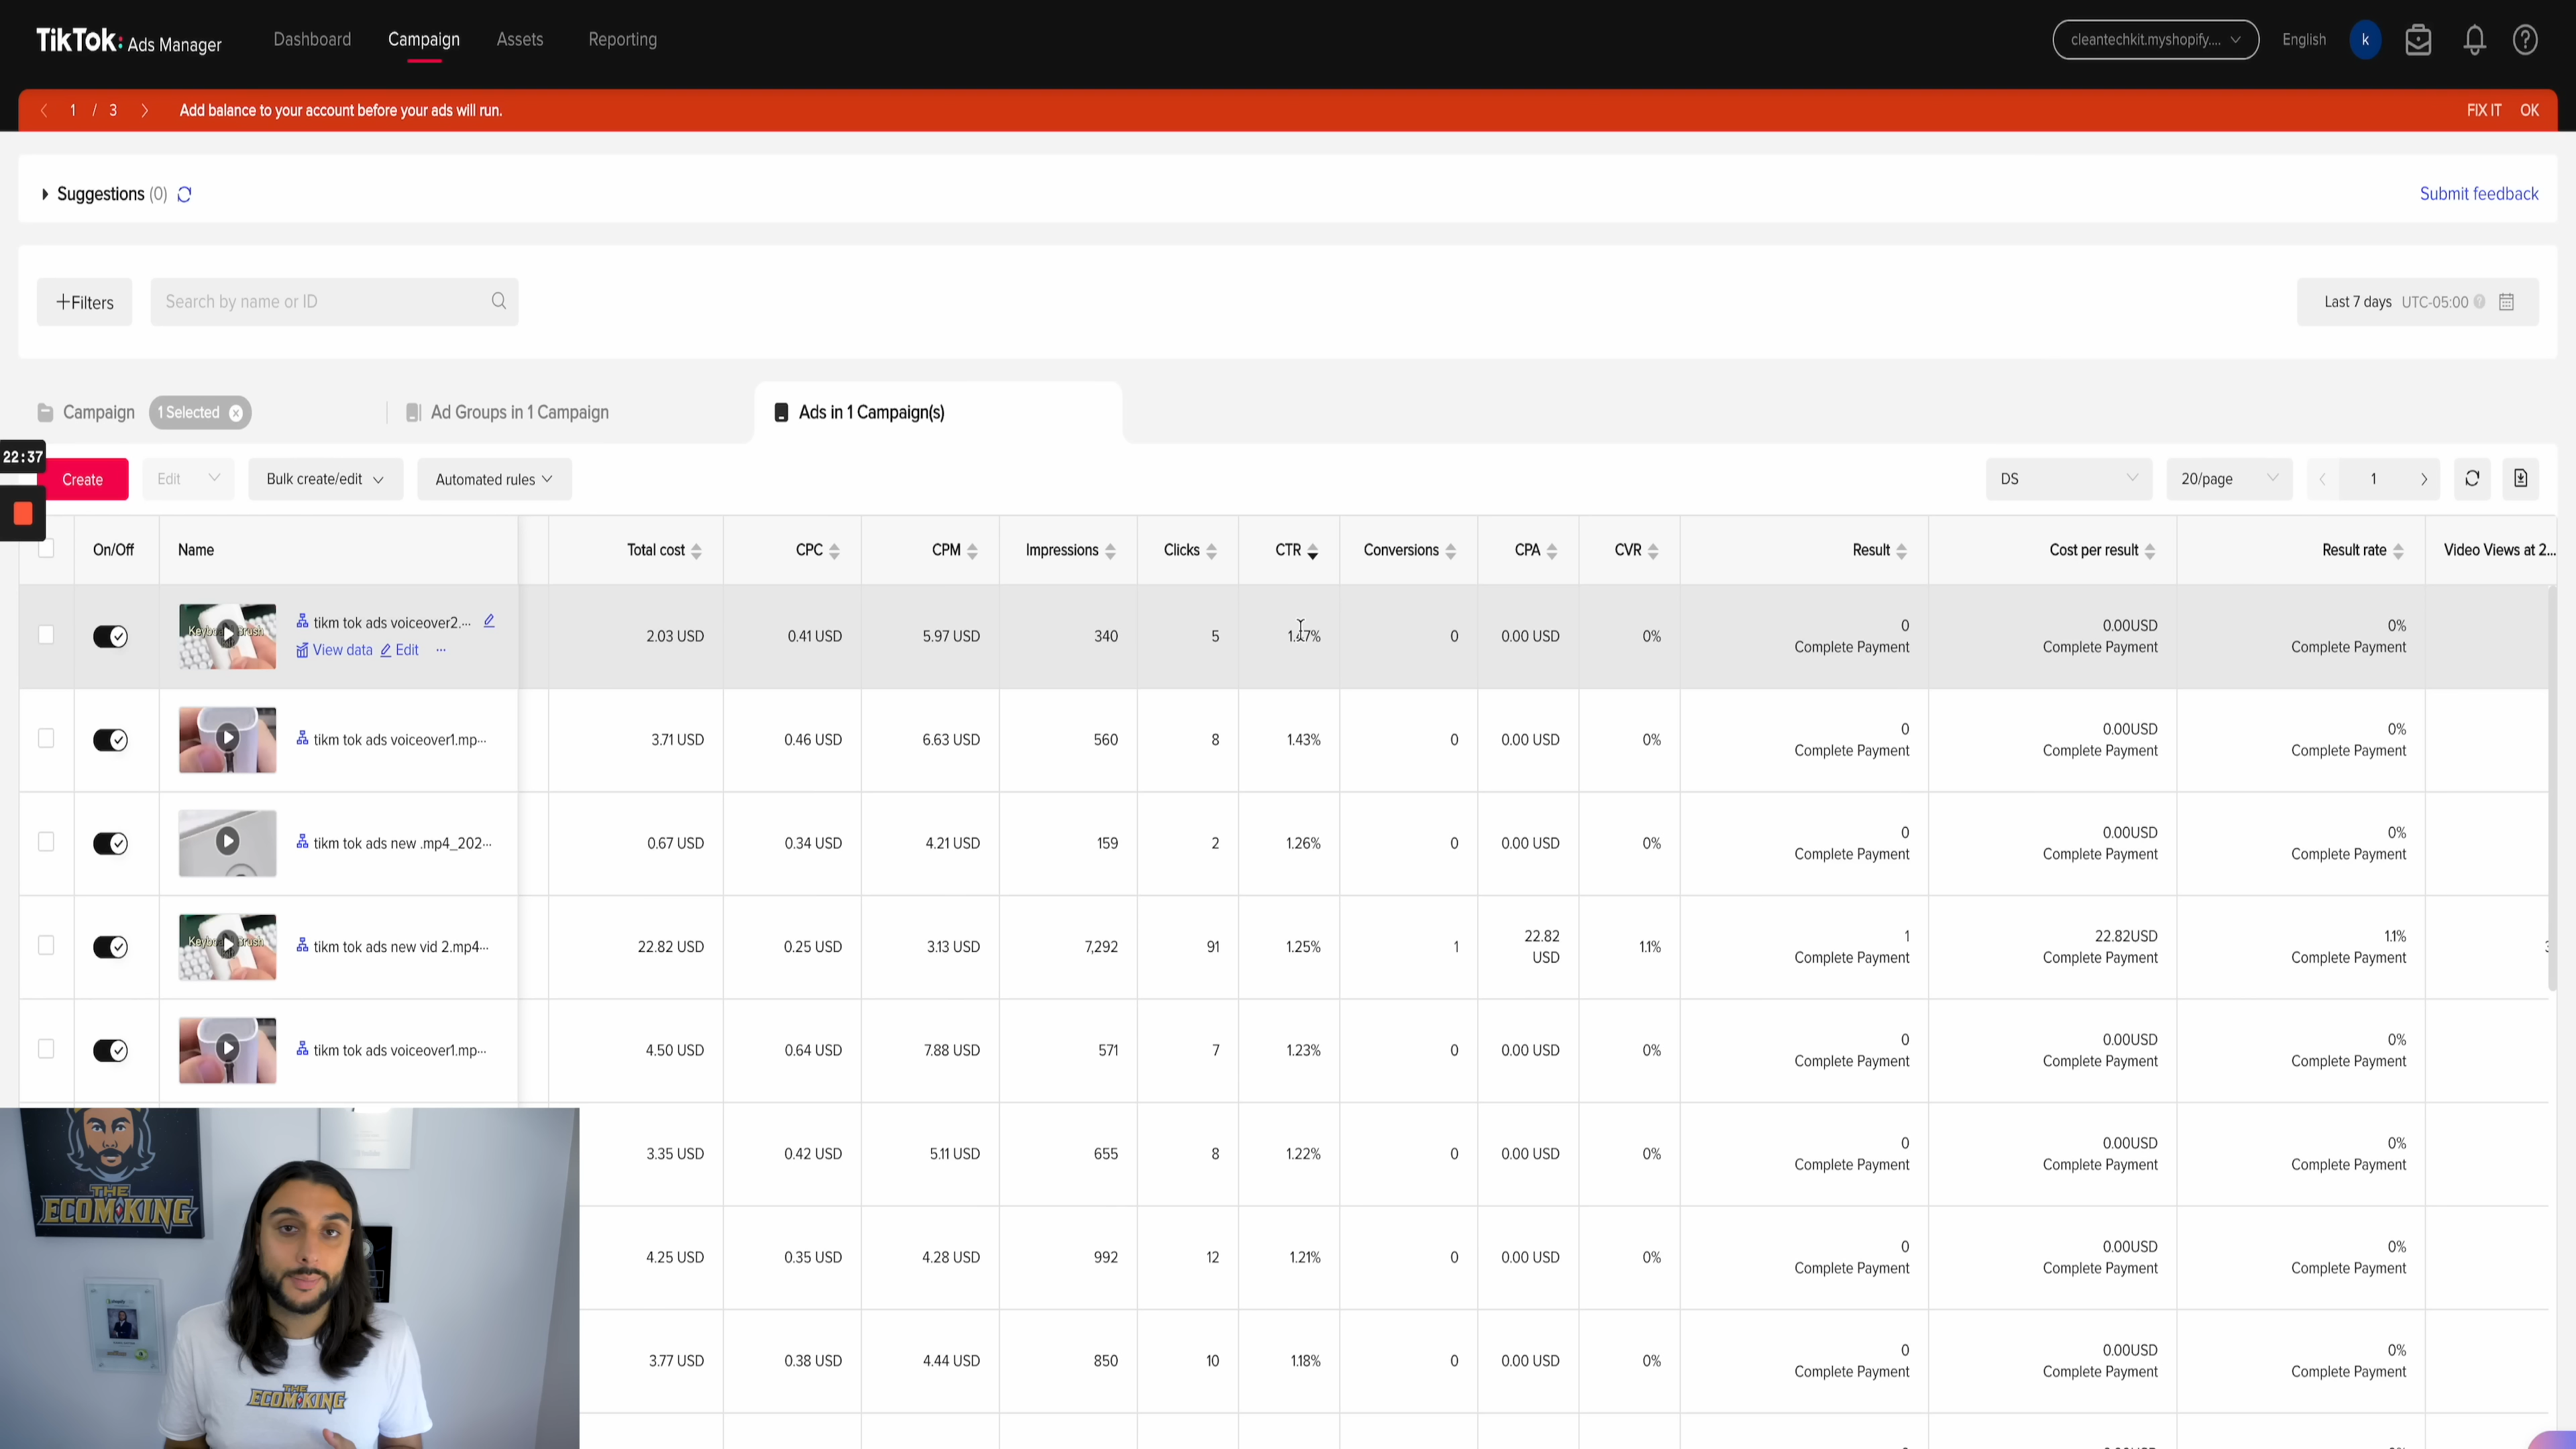 TikTok: Ads Manager Dashboard Campaign Assets Reporting cleantechkit.myshopify.... English k
1 / 3 Add balance to your account before your ads will run. FIX IT OK
Suggestions (0) Submit feedback
+Filters Search by name or ID Last 7 days UTC-05:00
Campaign 1 Selected Ad Groups in 1 Campaign Ads in 1 Campaign(s)
22:37
Create Edit Bulk create/edit Automated rules DS 20/page 1
On/Off Name Total cost CPC CPM Impressions Clicks CTR Conversions CPA CVR Result Cost per result Result rate Video Views at 2...
tikm tok ads voiceover2.... 2.03 USD 0.41 USD 5.97 USD 340 5 1.47% 0 0.00 USD 0% 0 0.00USD 0%
View data Edit ... Complete Payment Complete Payment Complete Payment
tikm tok ads voiceover1.mp... 3.71 USD 0.46 USD 6.63 USD 560 8 1.43% 0 0.00 USD 0% 0 0.00USD 0%
Complete Payment Complete Payment Complete Payment
tikm tok ads new .mp4_202... 0.67 USD 0.34 USD 4.21 USD 159 2 1.26% 0 0.00 USD 0% 0 0.00USD 0%
Complete Payment Complete Payment Complete Payment
tikm tok ads new vid 2.mp4... 22.82 USD 0.25 USD 3.13 USD 7,292 91 1.25% 1 22.82 USD 1.1% 1 22.82USD 1.1%
Complete Payment Complete Payment Complete Payment
tikm tok ads voiceover1.mp... 4.50 USD 0.64 USD 7.88 USD 571 7 1.23% 0 0.00 USD 0% 0 0.00USD 0%
Complete Payment Complete Payment Complete Payment
3.35 USD 0.42 USD 5.11 USD 655 8 1.22% 0 0.00 USD 0% 0 0.00USD 0%
Complete Payment Complete Payment Complete Payment
4.25 USD 0.35 USD 4.28 USD 992 12 1.21% 0 0.00 USD 0% 0 0.00USD 0%
Complete Payment Complete Payment Complete Payment
3.77 USD 0.38 USD 4.44 USD 850 10 1.18% 0 0.00 USD 0% 0 0.00USD 0%
Complete Payment Complete Payment Complete Payment
THE
ECOM KING
THE
ECOM KING